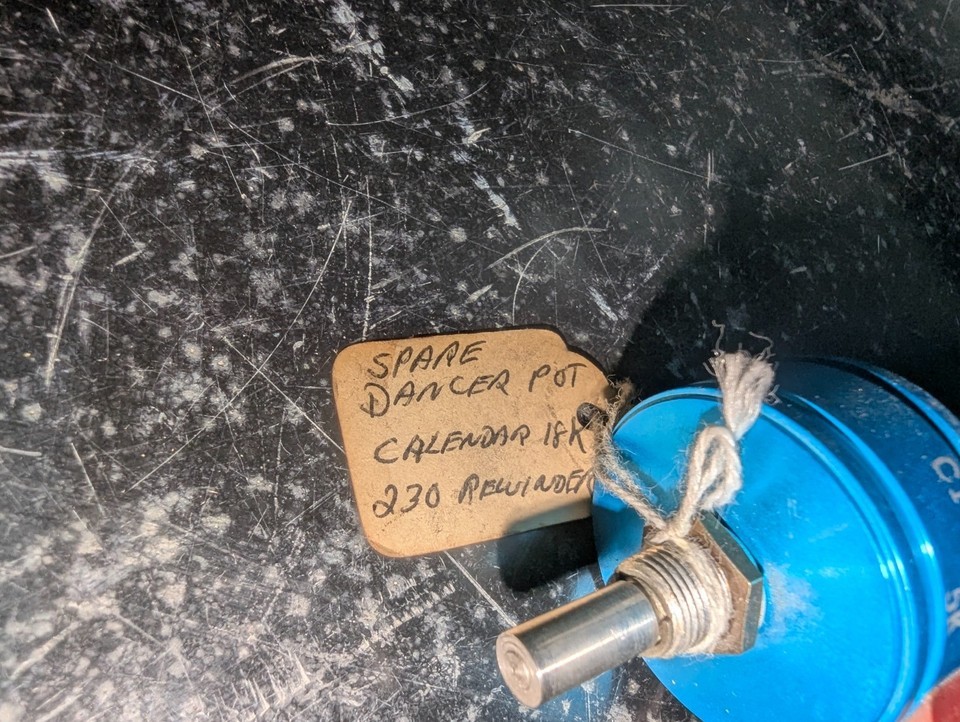 SPARE
DANCER POT
CALENDAR 18K
230 REWINDER